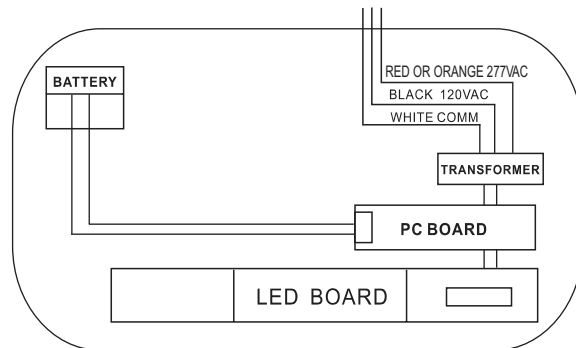 BATTERY
RED OR ORANGE 277VAC
BLACK 120VAC
WHITE COMM
TRANSFORMER
PC BOARD
LED BOARD